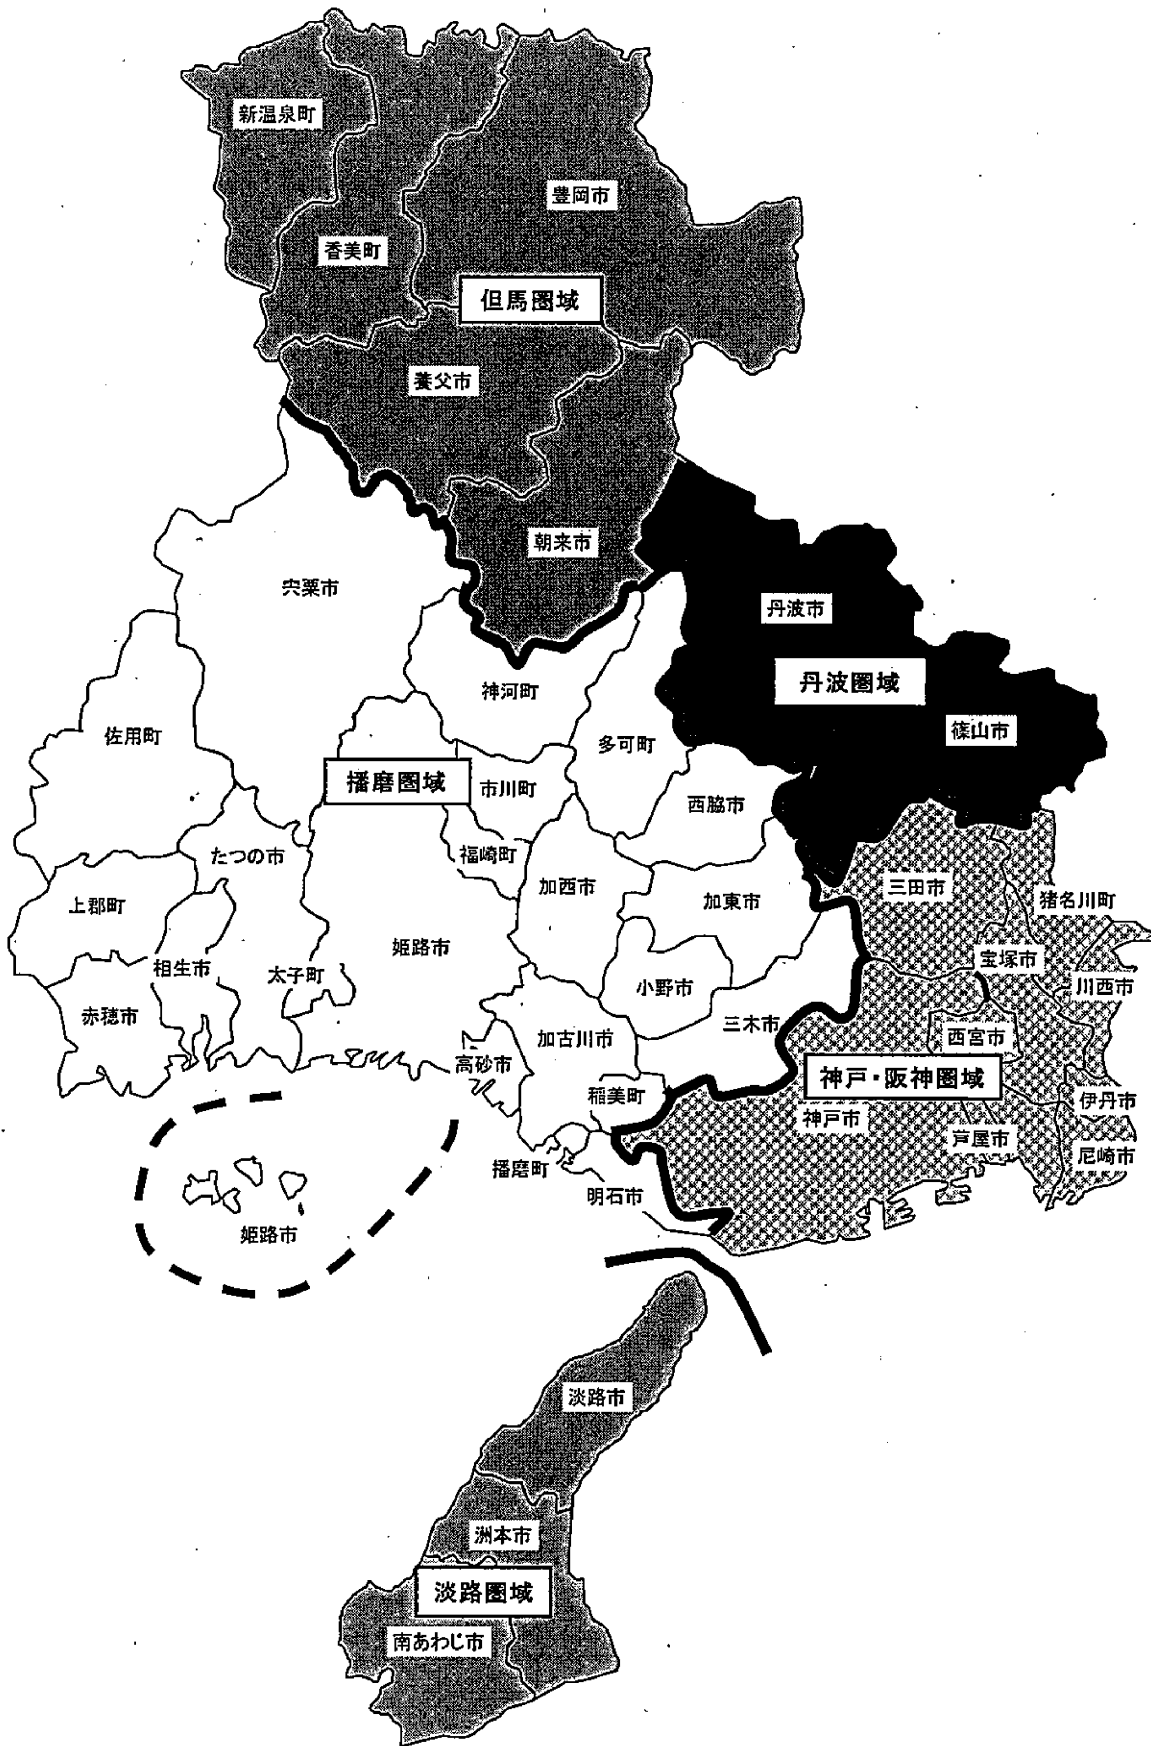 新温泉町
豊岡市
香美町
但馬圏域
養父市
朝来市
宍粟市
丹波市
丹波圏域
神河町
篠山市
佐用町
多可町
播磨圏域
市川町
西脇市
たつの市
福崎町
加西市
三田市
加東市
猪名川町
上郡町
姫路市
宝塚市
相生市
太子町
小野市
川西市
赤穂市
三木市
加古川市
西宮市
高砂市
神戸・阪神圏域
稲美町
伊丹市
神戸市
芦屋市
尼崎市
播磨町
明石市
姫路市
淡路市
洲本市
淡路圏域
南あわじ市